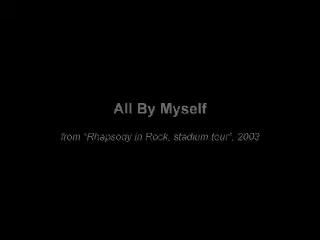 All By Myself
from "Rhapsody in Rock, stadium tour", 2003